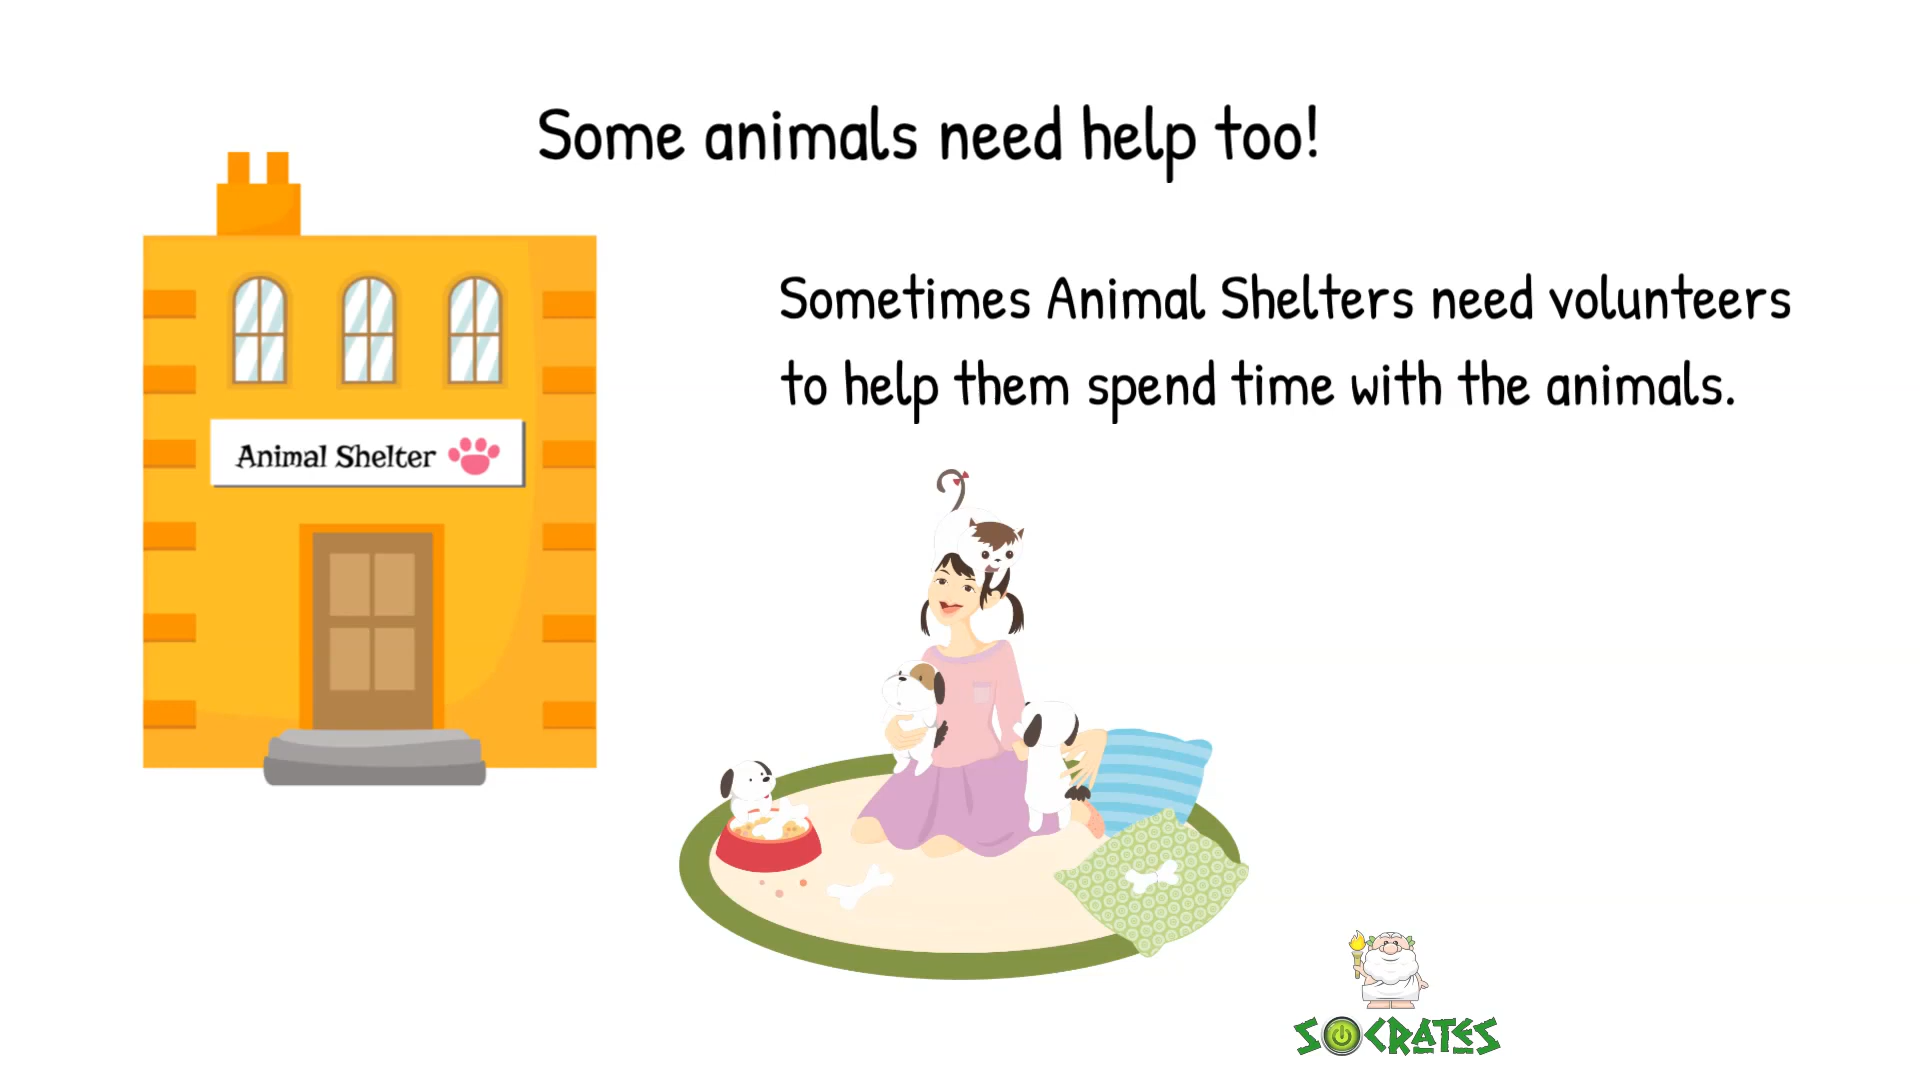 Some animals need help too!
Sometimes Animal Shelters need volunteers
to help them spend time with the animals.
Animal Shelter
SOCRATES